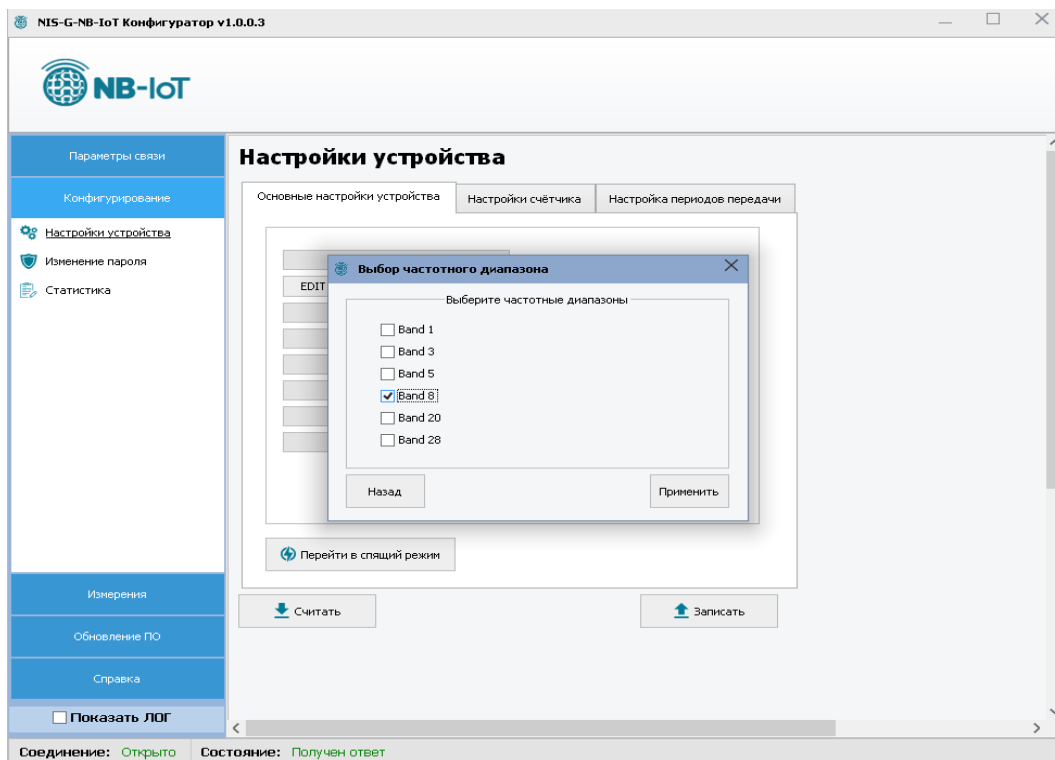 NIS-G-NB-IoT Конфигуратор v1.0.0.3
NB-IoT
Параметры связи
Конфигурирование
Настройки устройства
Изменение пароля
Статистика
Измерения
Обновление ПО
Справка
Показать ЛОГ
Настройки устройства
Основные настройки устройства
Настройки счётчика
Настройка периодов передачи
EDIT
Выбор частотного диапазона
Выберите частотные диапазоны
Band 1
Band 3
Band 5
Band 8
Band 20
Band 28
Назад
Применить
Перейти в спящий режим
Считать
Записать
Соединение: Открыто Состояние: Получен ответ